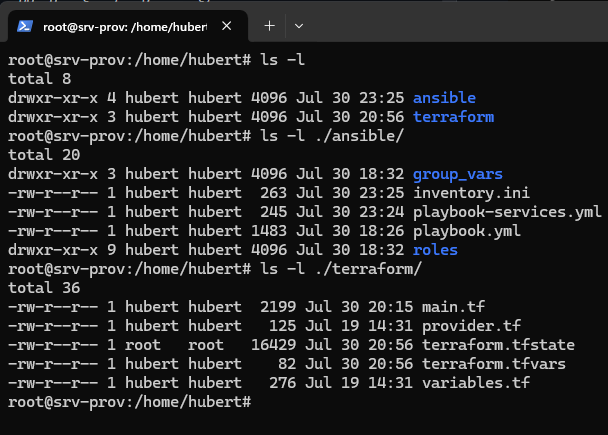 root@srv-prov: /home/hubert
root@srv-prov:/home/hubert# ls -l
total 8
drwxr-xr-x 4 hubert hubert 4096 Jul 30 23:25 ansible
drwxr-xr-x 3 hubert hubert 4096 Jul 30 20:56 terraform
root@srv-prov:/home/hubert# ls -l ./ansible/
total 20
drwxr-xr-x 3 hubert hubert 4096 Jul 30 18:32 group_vars
-rw-r--r-- 1 hubert hubert  263 Jul 30 23:25 inventory.ini
-rw-r--r-- 1 hubert hubert  245 Jul 30 23:24 playbook-services.yml
-rw-r--r-- 1 hubert hubert 1483 Jul 30 18:26 playbook.yml
drwxr-xr-x 9 hubert hubert 4096 Jul 30 18:32 roles
root@srv-prov:/home/hubert# ls -l ./terraform/
total 36
-rw-r--r-- 1 hubert hubert  2199 Jul 30 20:15 main.tf
-rw-r--r-- 1 hubert hubert   125 Jul 19 14:31 provider.tf
-rw-r--r-- 1 root   root   16429 Jul 30 20:56 terraform.tfstate
-rw-r--r-- 1 hubert hubert    82 Jul 30 20:56 terraform.tfvars
-rw-r--r-- 1 hubert hubert   276 Jul 19 14:31 variables.tf
root@srv-prov:/home/hubert#